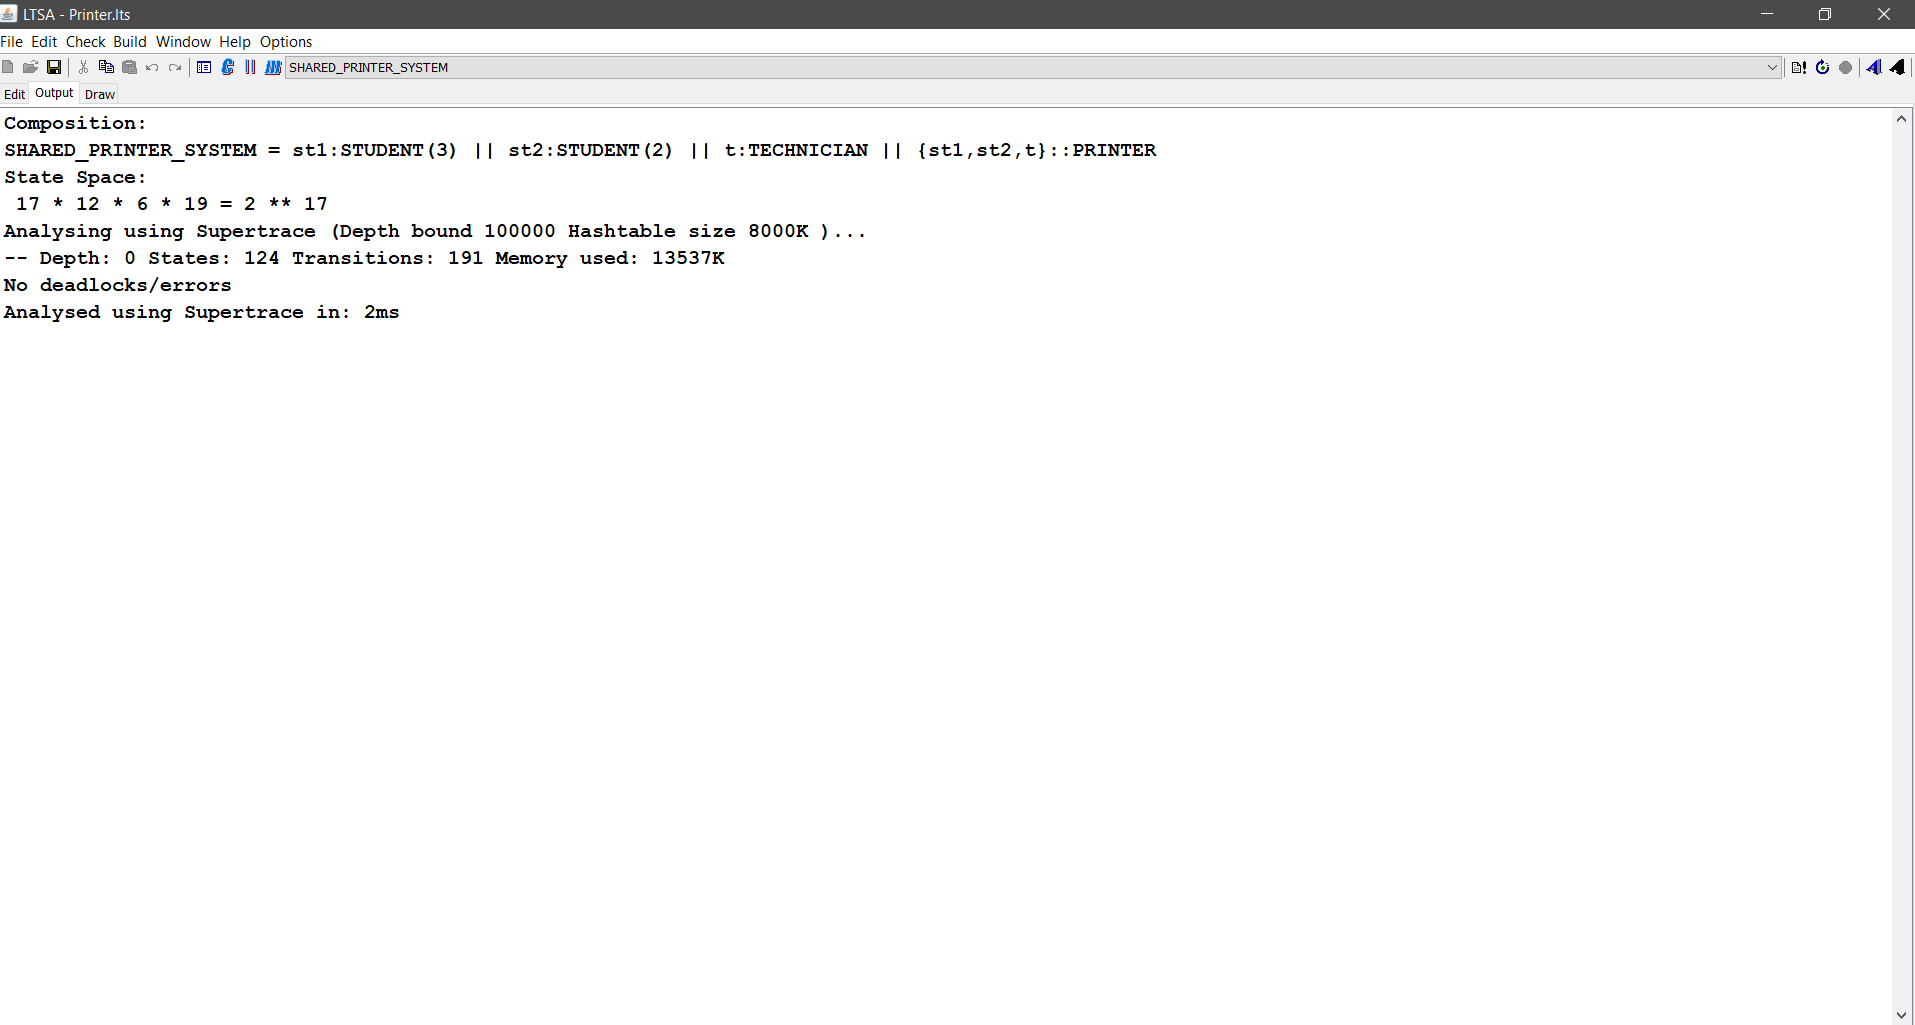 LTSA - Printer.lts
File Edit Check Build Window Help Options
SHARED_PRINTER_SYSTEM
Edit Output Draw
Composition:
SHARED_PRINTER_SYSTEM = st1:STUDENT(3) || st2:STUDENT(2) || t:TECHNICIAN || {st1,st2,t}::PRINTER
State Space:
17 * 12 * 6 * 19 = 2 ** 17
Analysing using Supertrace (Depth bound 100000 Hashtable size 8000K )...
-- Depth: 0 States: 124 Transitions: 191 Memory used: 13537K
No deadlocks/errors
Analysed using Supertrace in: 2ms